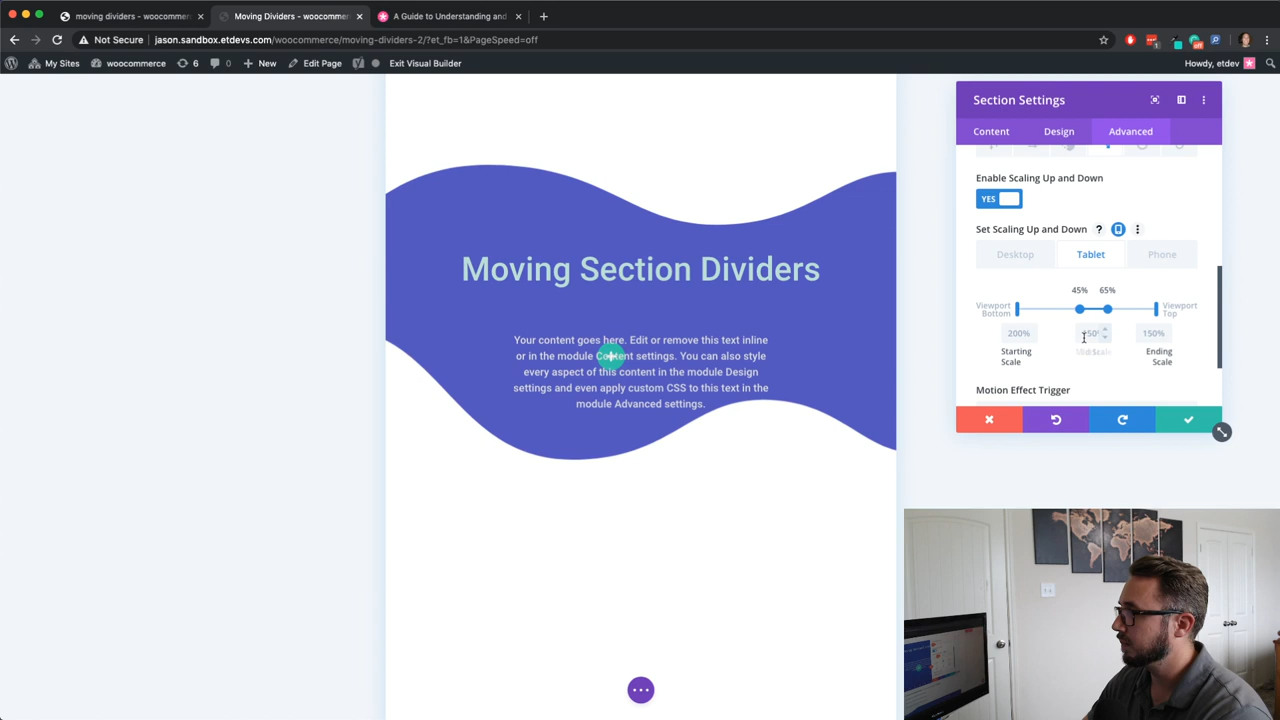 moving dividers – woocommer
Moving Dividers – woocommer
A Guide to Understanding and
Not Secure
jason.sandbox.etdevs.com/woocommerce/moving-dividers-2/?et_fb=1&PageSpeed=off
My Sites
woocommerce
6
0
New
Edit Page
Exit Visual Builder
Howdy, etdev
Section Settings
Content
Design
Advanced
Enable Scaling Up and Down
YES
Set Scaling Up and Down
?
Desktop
Tablet
Phone
45%
65%
Viewport
Bottom
Viewport
Top
200%
150%
Starting
Scale
Mid Scale
Ending
Scale
Motion Effect Trigger
Moving Section Dividers
Your content goes here. Edit or remove this text inline
or in the module Content settings. You can also style
every aspect of this content in the module Design
settings and even apply custom CSS to this text in the
module Advanced settings.